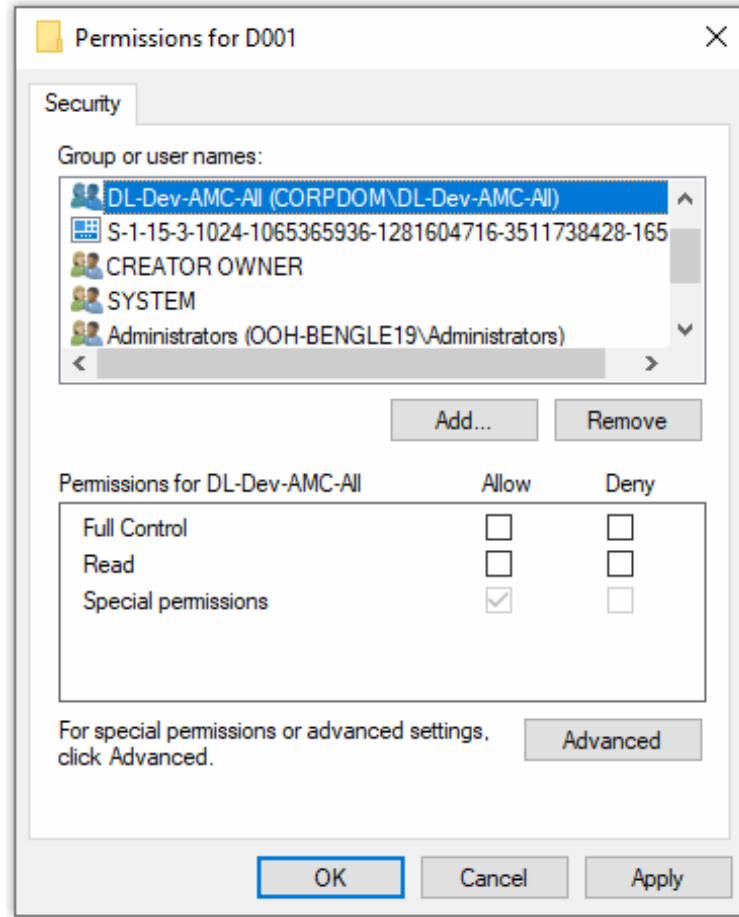 Permissions for D001
Security
Group or user names:
DL-Dev-AMC-All (CORPDOM\DL-Dev-AMC-All)
S-1-15-3-1024-1065365936-1281604716-3511738428-165
CREATOR OWNER
SYSTEM
Administrators (OOH-BENGLE19\Administrators)
Add... Remove
Permissions for DL-Dev-AMC-All Allow Deny
Full Control
Read
Special permissions
For special permissions or advanced settings,
click Advanced.
Advanced
OK Cancel Apply